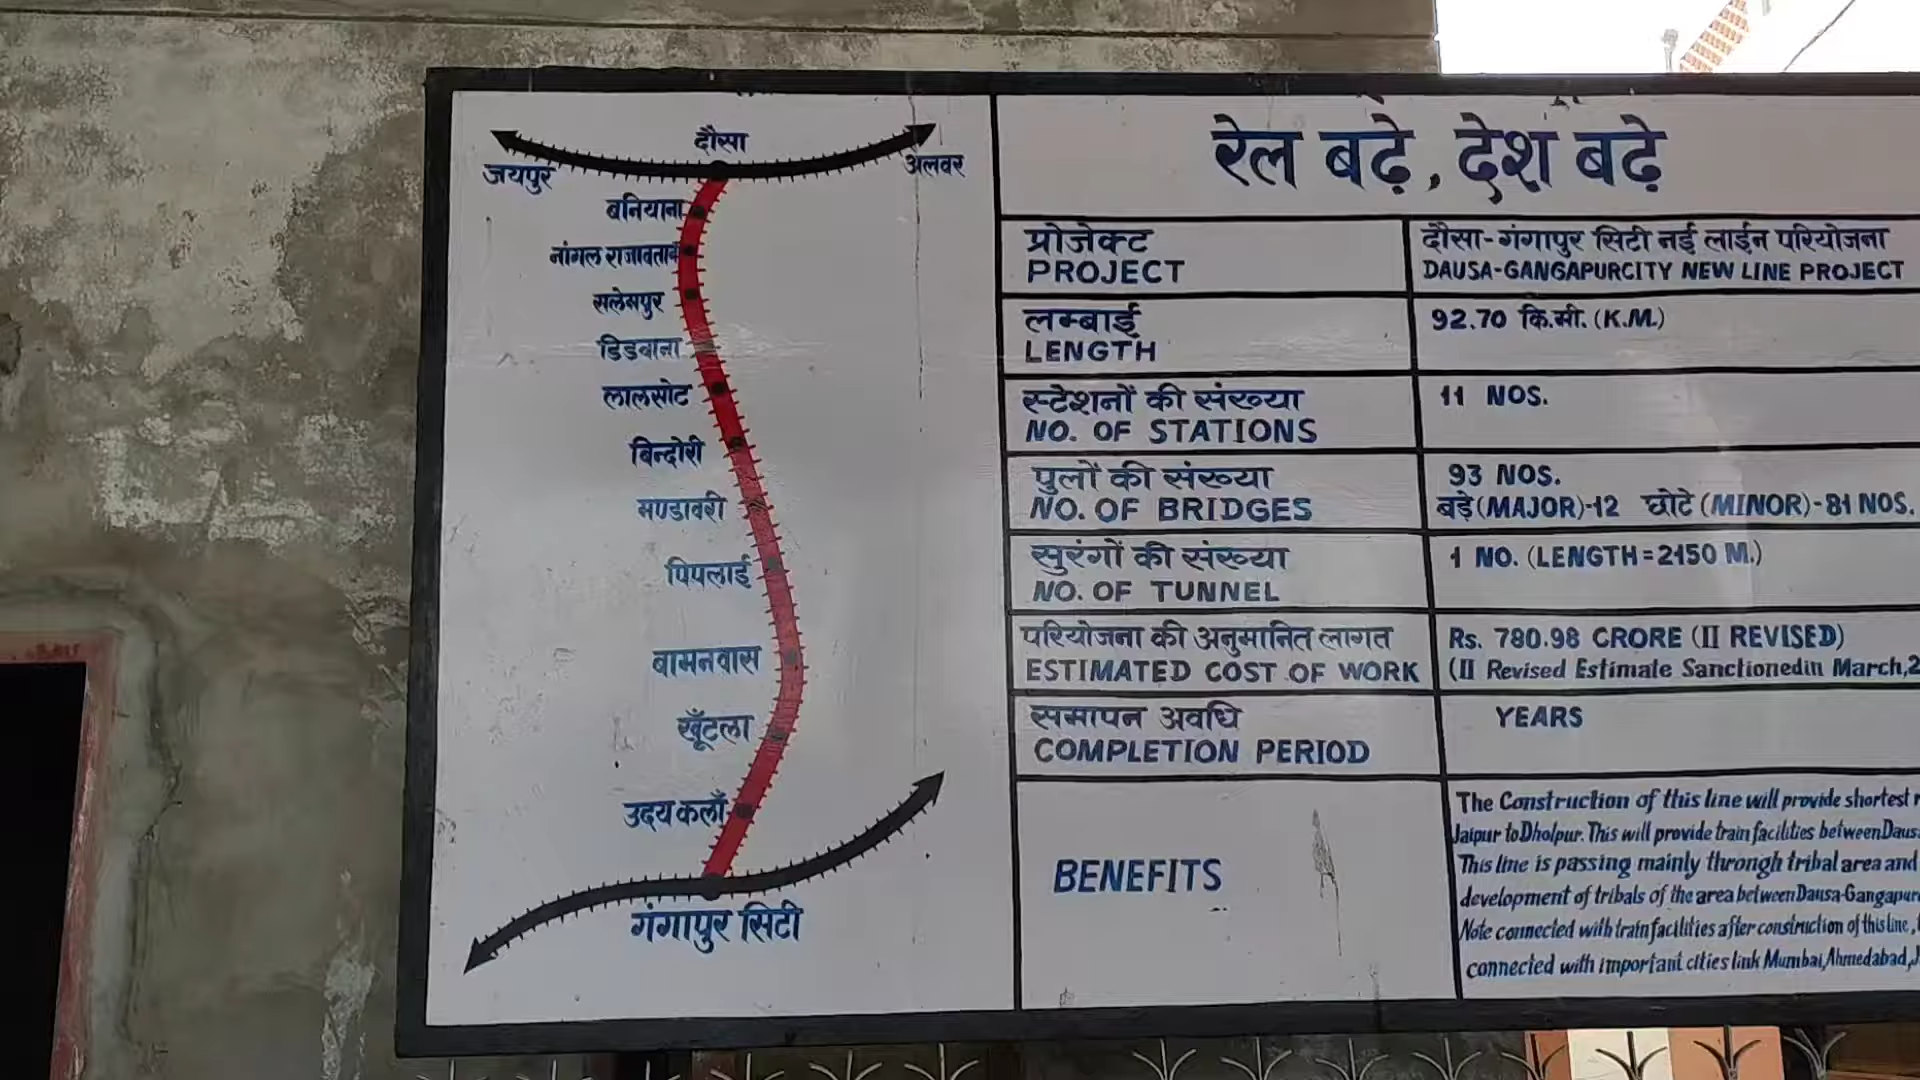 दौसा
जयपुर
अलवर
बनियाना
नांगल राजावतान
सलेमपुर
डिडवाना
लालसोट
बिन्दोरी
मण्डावरी
पिपलाई
बामनवास
खूँटला
उदय कलाँ
गंगापुर सिटी
रेल बढ़े, देश बढ़े
प्रोजेक्ट
PROJECT
दौसा-गंगापुर सिटी नई लाईन परियोजना
DAUSA-GANGAPURCITY NEW LINE PROJECT
लम्बाई
LENGTH
92.70 कि.मी. (K.M.)
स्टेशनों की संख्या
NO. OF STATIONS
11 NOS.
पुलों की संख्या
NO. OF BRIDGES
93 NOS.
बड़े (MAJOR)-12 छोटे (MINOR)-81 NOS.
सुरंगों की संख्या
NO. OF TUNNEL
1 NO. (LENGTH=2150 M.)
परियोजना की अनुमानित लागत
ESTIMATED COST OF WORK
Rs. 780.98 CRORE (II REVISED)
(II Revised Estimate Sanctionedin March,2
समापन अवधि
COMPLETION PERIOD
YEARS
BENEFITS
The Construction of this line will provide shortest
Jaipur to Dholpur. This will provide train facilities between Daus
This line is passing mainly throngh tribal area and
development of tribals of the area between Dausa-Gangapur
Note connected with train facilities after construction of this line,
connected with important cities link Mumbai, Ahmedabad,